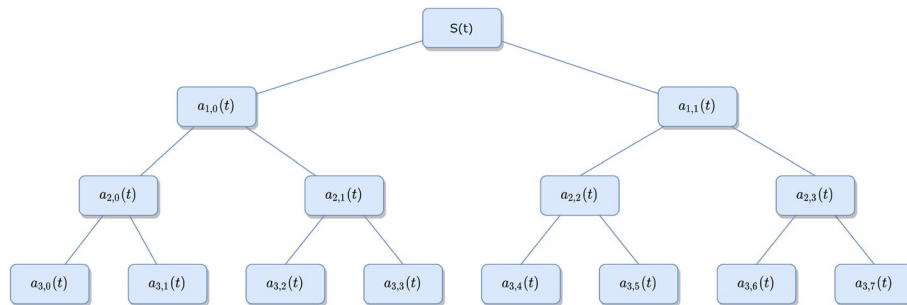 S(t)
a_{1,0}(t)
a_{1,1}(t)
a_{2,0}(t)
a_{2,1}(t)
a_{2,2}(t)
a_{2,3}(t)
a_{3,0}(t)
a_{3,1}(t)
a_{3,2}(t)
a_{3,3}(t)
a_{3,4}(t)
a_{3,5}(t)
a_{3,6}(t)
a_{3,7}(t)